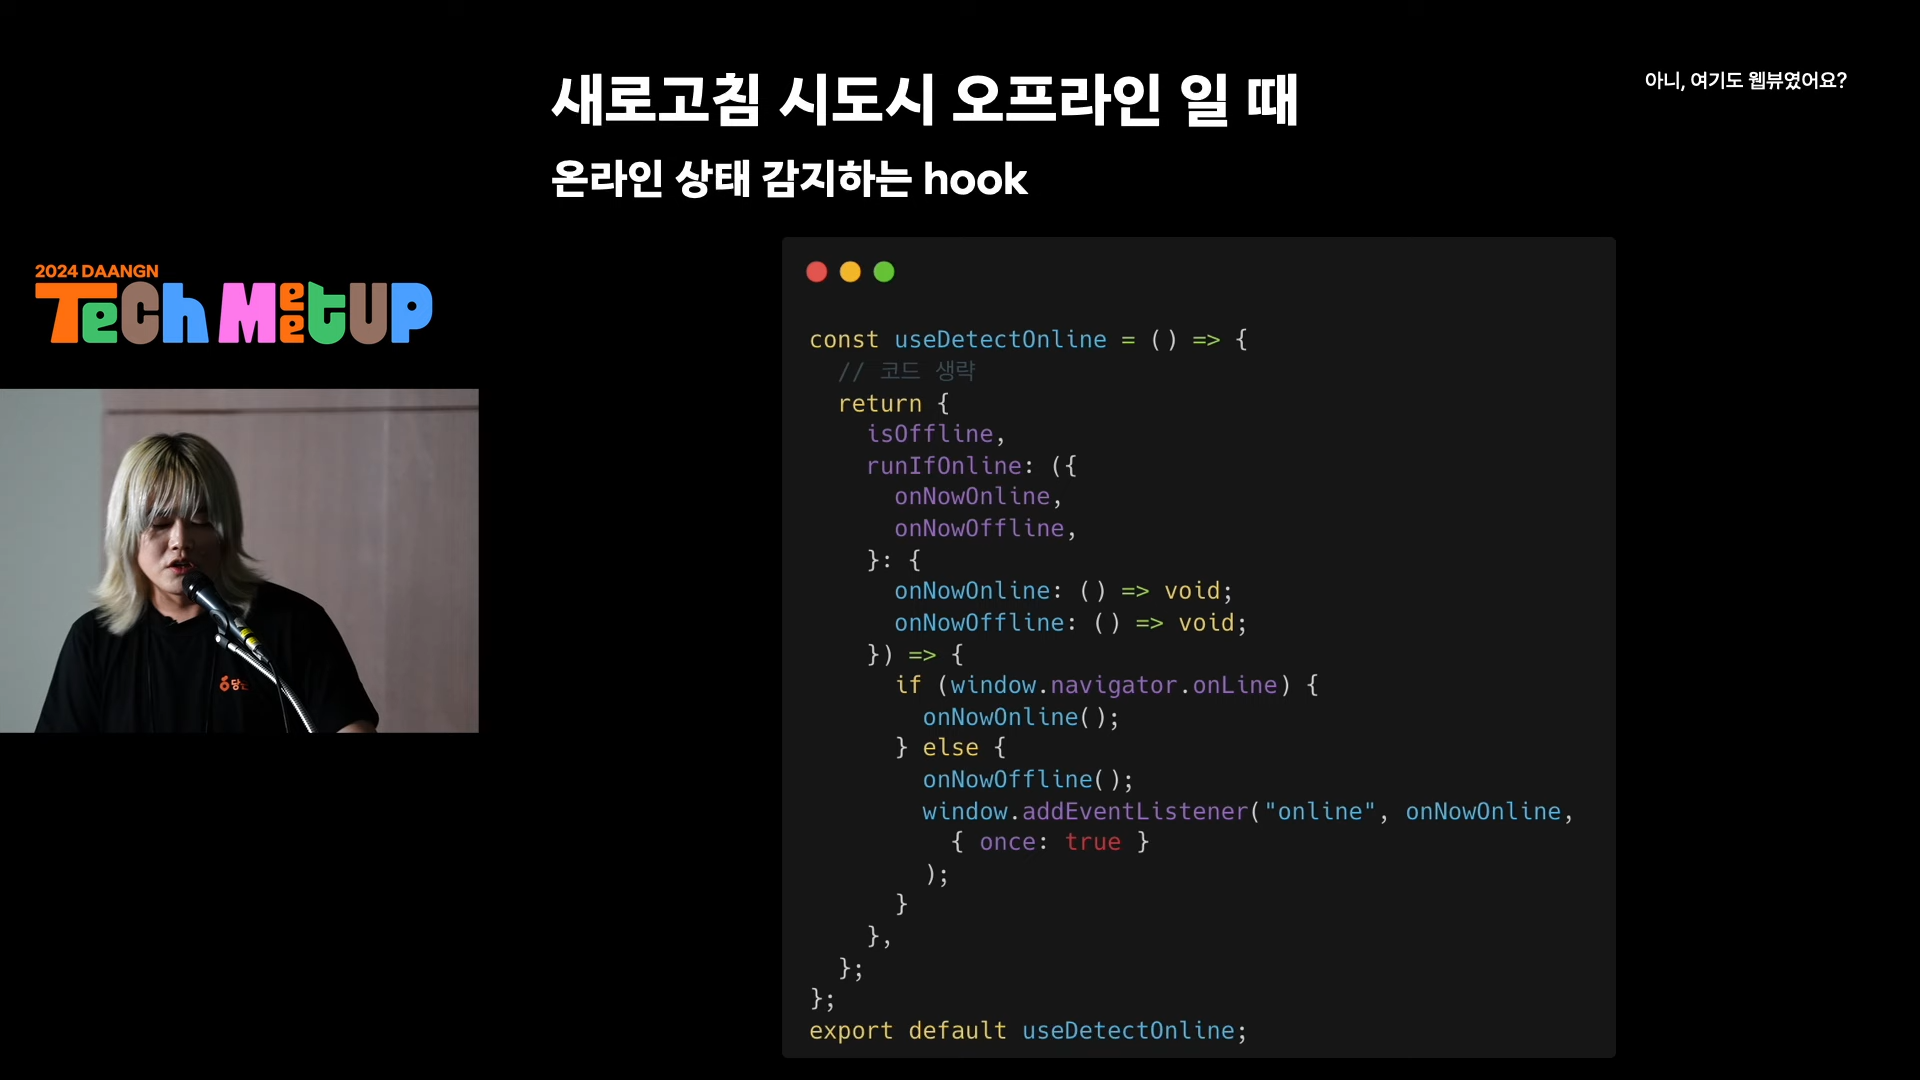 새로고침 시도시 오프라인 일 때
온라인 상태 감지하는 hook
아니, 여기도 웹뷰였어요?
2024 DAANGN
TeCh MeetUP
당근
const useDetectOnline = () => {
  // 코드 생략
  return {
    isOffline,
    runIfOnline: ({
      onNowOnline,
      onNowOffline,
    }: {
      onNowOnline: () => void;
      onNowOffline: () => void;
    }) => {
      if (window.navigator.onLine) {
        onNowOnline();
      } else {
        onNowOffline();
        window.addEventListener("online", onNowOnline,
          { once: true }
        );
      }
    },
  };
};
export default useDetectOnline;